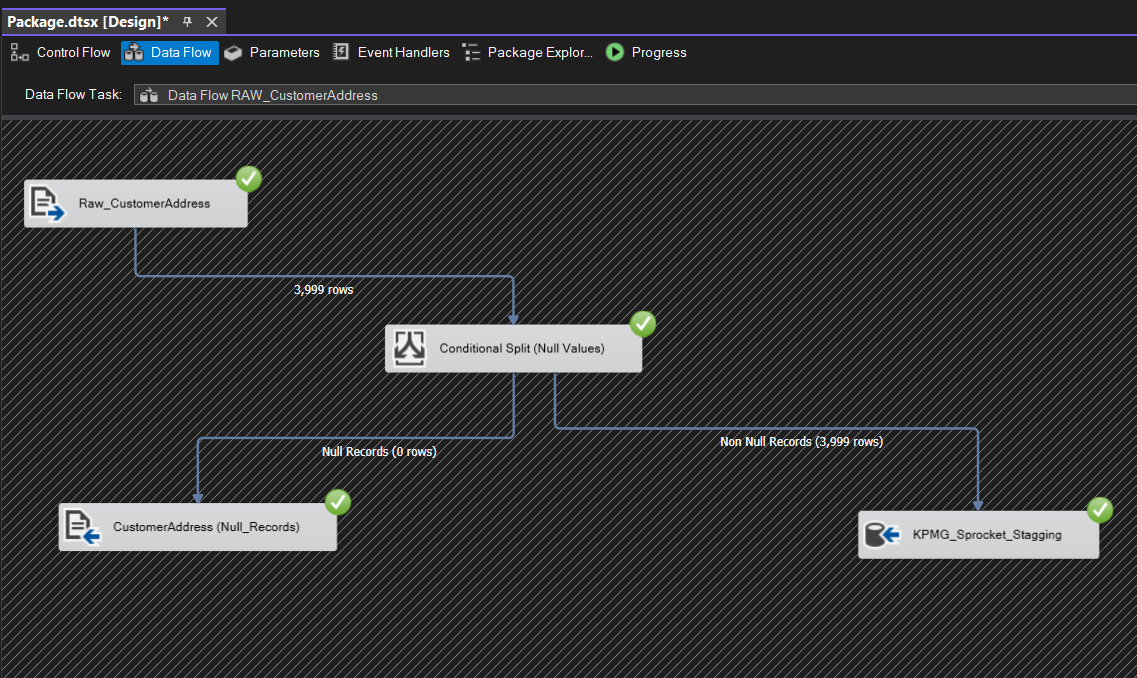 Package.dtsx [Design]*
Control Flow Data Flow Parameters Event Handlers Package Explor... Progress
Data Flow Task: Data Flow RAW_CustomerAddress
Raw_CustomerAddress
3,999 rows
Conditional Split (Null Values)
Null Records (0 rows)
Non Null Records (3,999 rows)
CustomerAddress (Null_Records)
KPMG_Sprocket_Stagging